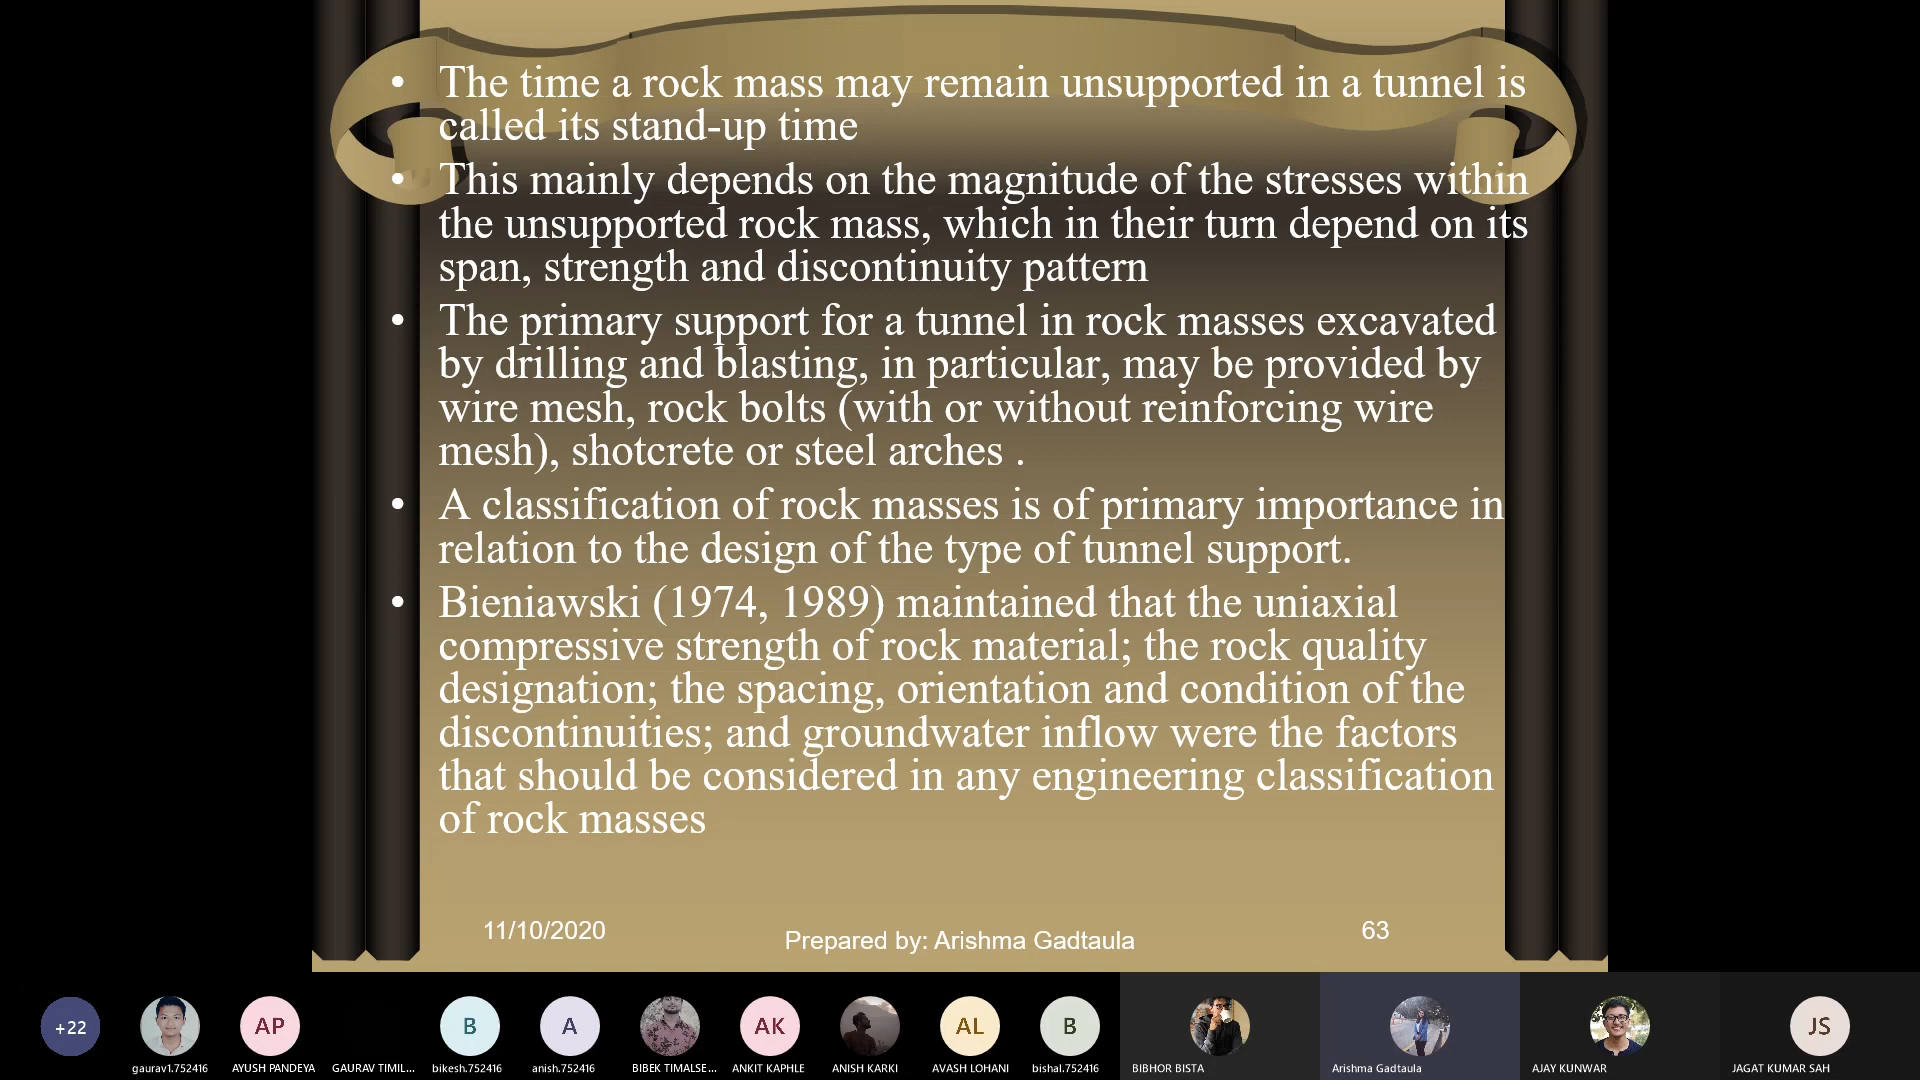 • The time a rock mass may remain unsupported in a tunnel is
called its stand-up time
• This mainly depends on the magnitude of the stresses within
the unsupported rock mass, which in their turn depend on its
span, strength and discontinuity pattern
• The primary support for a tunnel in rock masses excavated
by drilling and blasting, in particular, may be provided by
wire mesh, rock bolts (with or without reinforcing wire
mesh), shotcrete or steel arches .
• A classification of rock masses is of primary importance in
relation to the design of the type of tunnel support.
• Bieniawski (1974, 1989) maintained that the uniaxial
compressive strength of rock material; the rock quality
designation; the spacing, orientation and condition of the
discontinuities; and groundwater inflow were the factors
that should be considered in any engineering classification
of rock masses
11/10/2020
Prepared by: Arishma Gadtaula
63
+22
AP
B
A
AK
AL
B
JS
gaurav1.752416
AYUSH PANDEYA
GAURAV TIMIL...
bikesh.752416
anish.752416
BIBEK TIMALSE...
ANKIT KAPHLE
ANISH KARKI
AVASH LOHANI
bishal.752416
BIBHOR BISTA
Arishma Gadtaula
AJAY KUNWAR
JAGAT KUMAR SAH